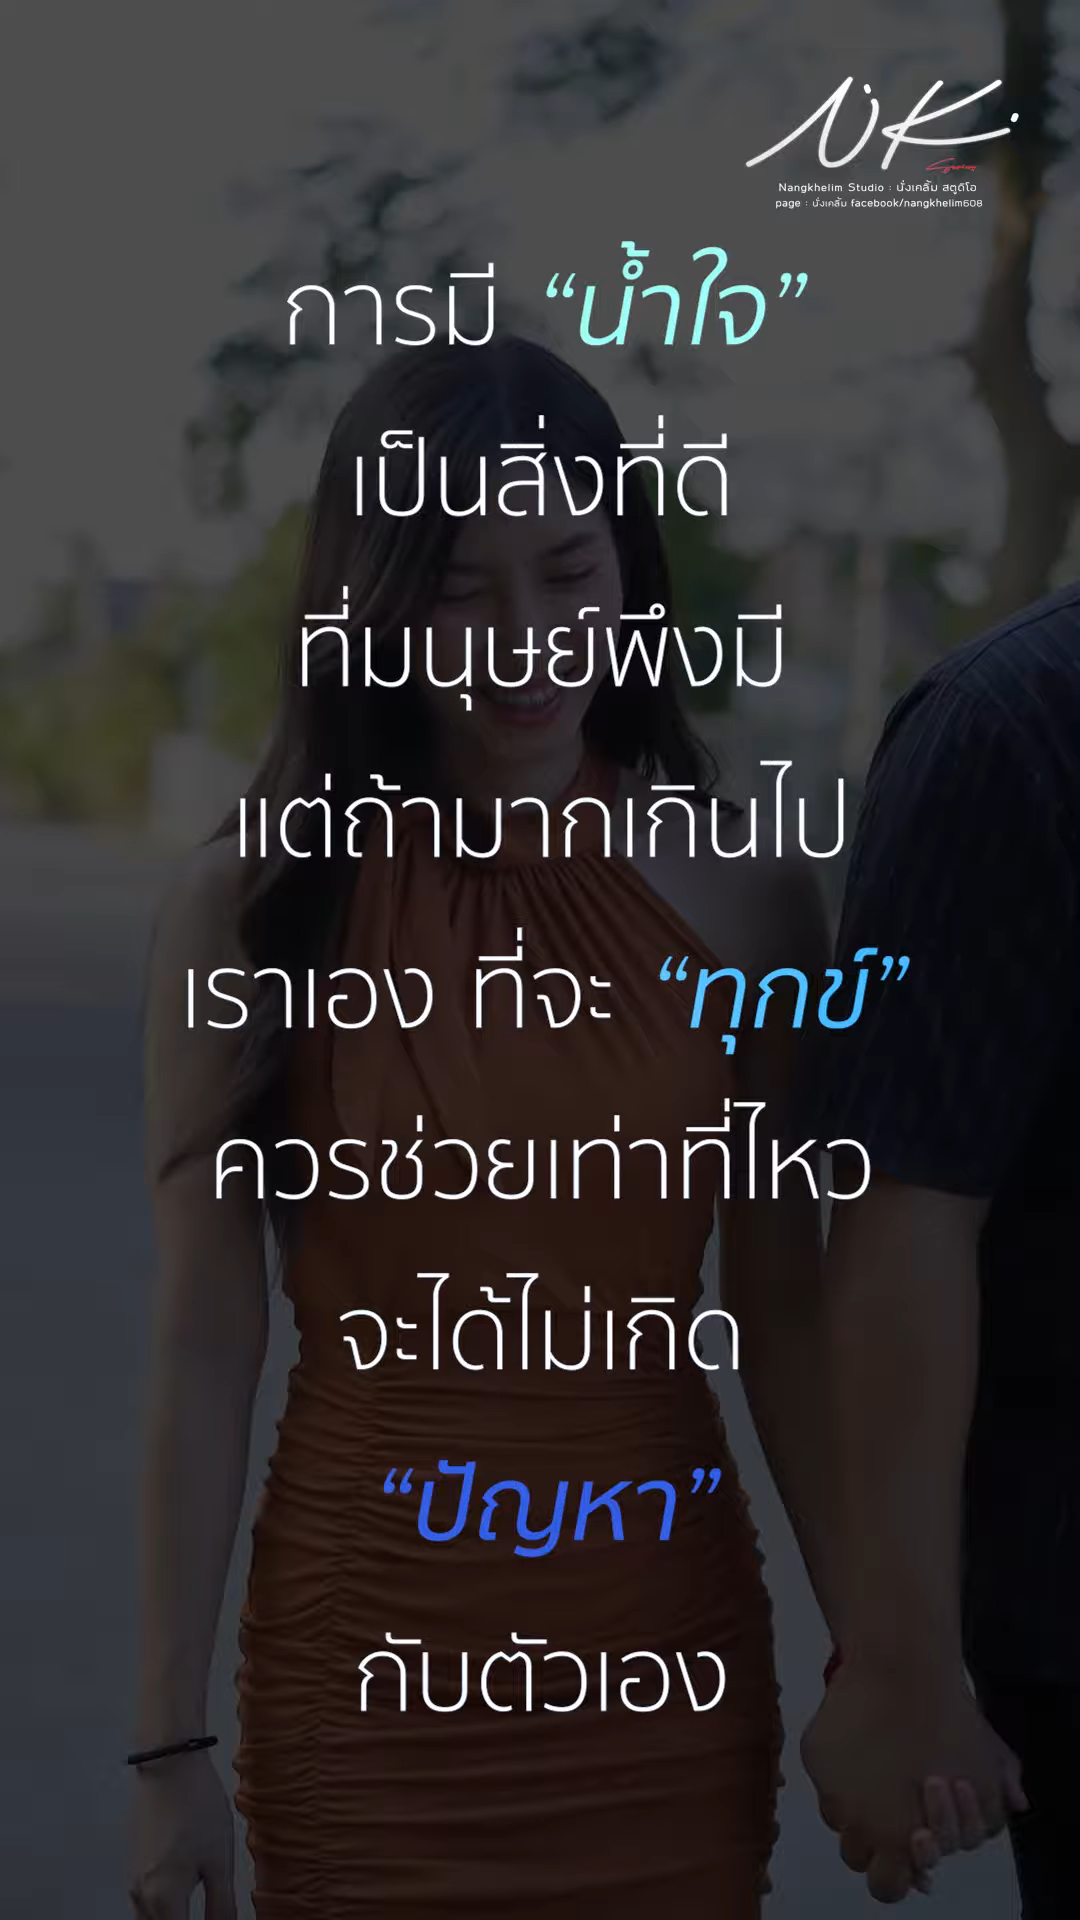 NK
Nangkhelim Studio : นั่งเคลิ้ม สตูดิโอ
page : นั่งเคลิ้ม facebook/nangkhelim608
การมี “น้ำใจ”
เป็นสิ่งที่ดี
ที่มนุษย์พึงมี
แต่ถ้ามากเกินไป
เราเอง ที่จะ “ทุกข์”
ควรช่วยเท่าที่ไหว
จะได้ไม่เกิด
“ปัญหา”
กับตัวเอง